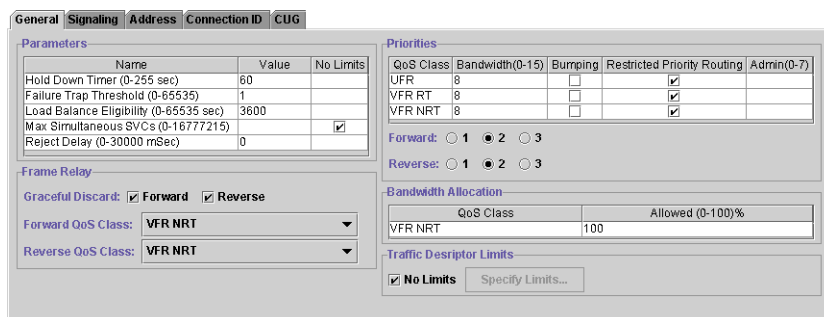 General Signaling Address Connection ID CUG
Parameters
Name Value No Limits
Hold Down Timer (0-255 sec) 60
Failure Trap Threshold (0-65535) 1
Load Balance Eligibility (0-65535 sec) 3600
Max Simultaneous SVCs (0-16777215)
Reject Delay (0-30000 mSec) 0
Frame Relay
Graceful Discard: Forward Reverse
Forward QoS Class: VFR NRT
Reverse QoS Class: VFR NRT
Priorities
QoS Class Bandwidth(0-15) Bumping Restricted Priority Routing Admin(0-7)
UFR 8
VFR RT 8
VFR NRT 8
Forward: 1 2 3
Reverse: 1 2 3
Bandwidth Allocation
QoS Class Allowed (0-100)%
VFR NRT 100
Traffic Desriptor Limits
No Limits Specify Limits...